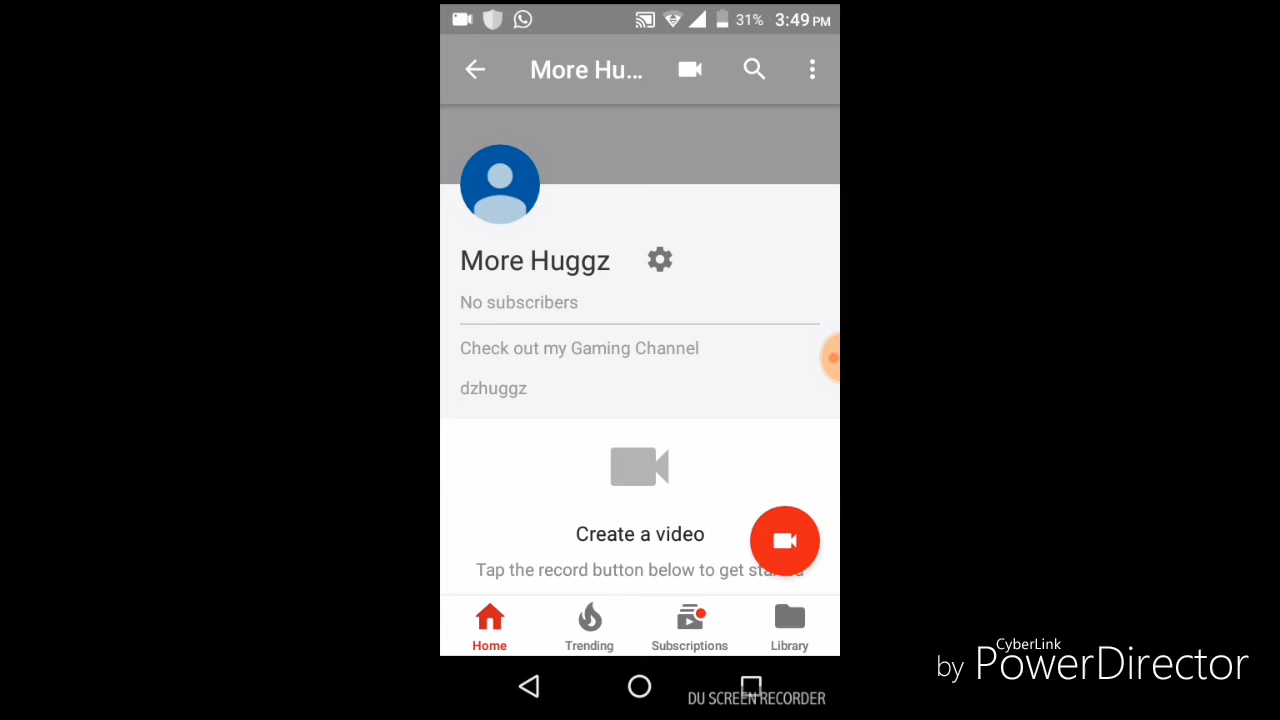 31% 3:49 PM
More Hu...
More Huggz
No subscribers
Check out my Gaming Channel
dzhuggz
Create a video
Tap the record button below to get started
Home Trending Subscriptions Library
CyberLink
by PowerDirector
DU SCREEN RECORDER